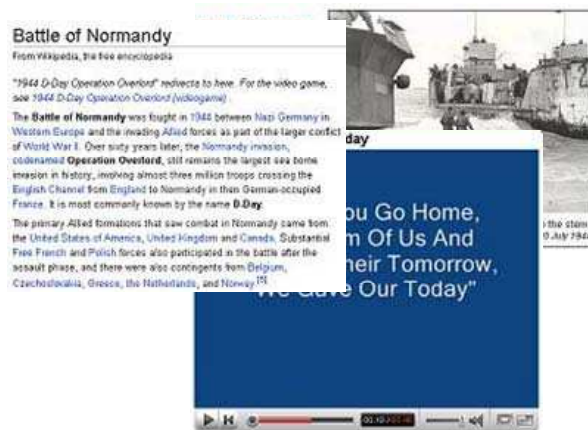 Battle of Normandy
From Wikipedia, the free encyclopedia
"1944 D-Day Operation Overlord" redirects to here. For the video game,
see 1944 D-Day Operation Overlord (videogame)
The Battle of Normandy was fought in 1944 between Nazi Germany in
Western Europe and the invading Allied forces as part of the larger conflict
of World War II. Over sixty years later, the Normandy invasion,
codenamed Operation Overlord, still remains the largest sea borne
invasion in history, involving almost three million troops crossing the
English Channel from England to Normandy in then German-occupied
France. It is most commonly known by the name D-Day.
The primary Allied formations that saw combat in Normandy came from
the United States of America, United Kingdom and Canada. Substantial
Free French and Polish forces also participated in the battle after the
assault phase, and there were also contingents from Belgium,
Czechoslovakia, Greece, the Netherlands, and Norway.[5]
day
the stern
July 1944
ou Go Home,
m Of Us And
heir Tomorrow,
We Gave Our Today"